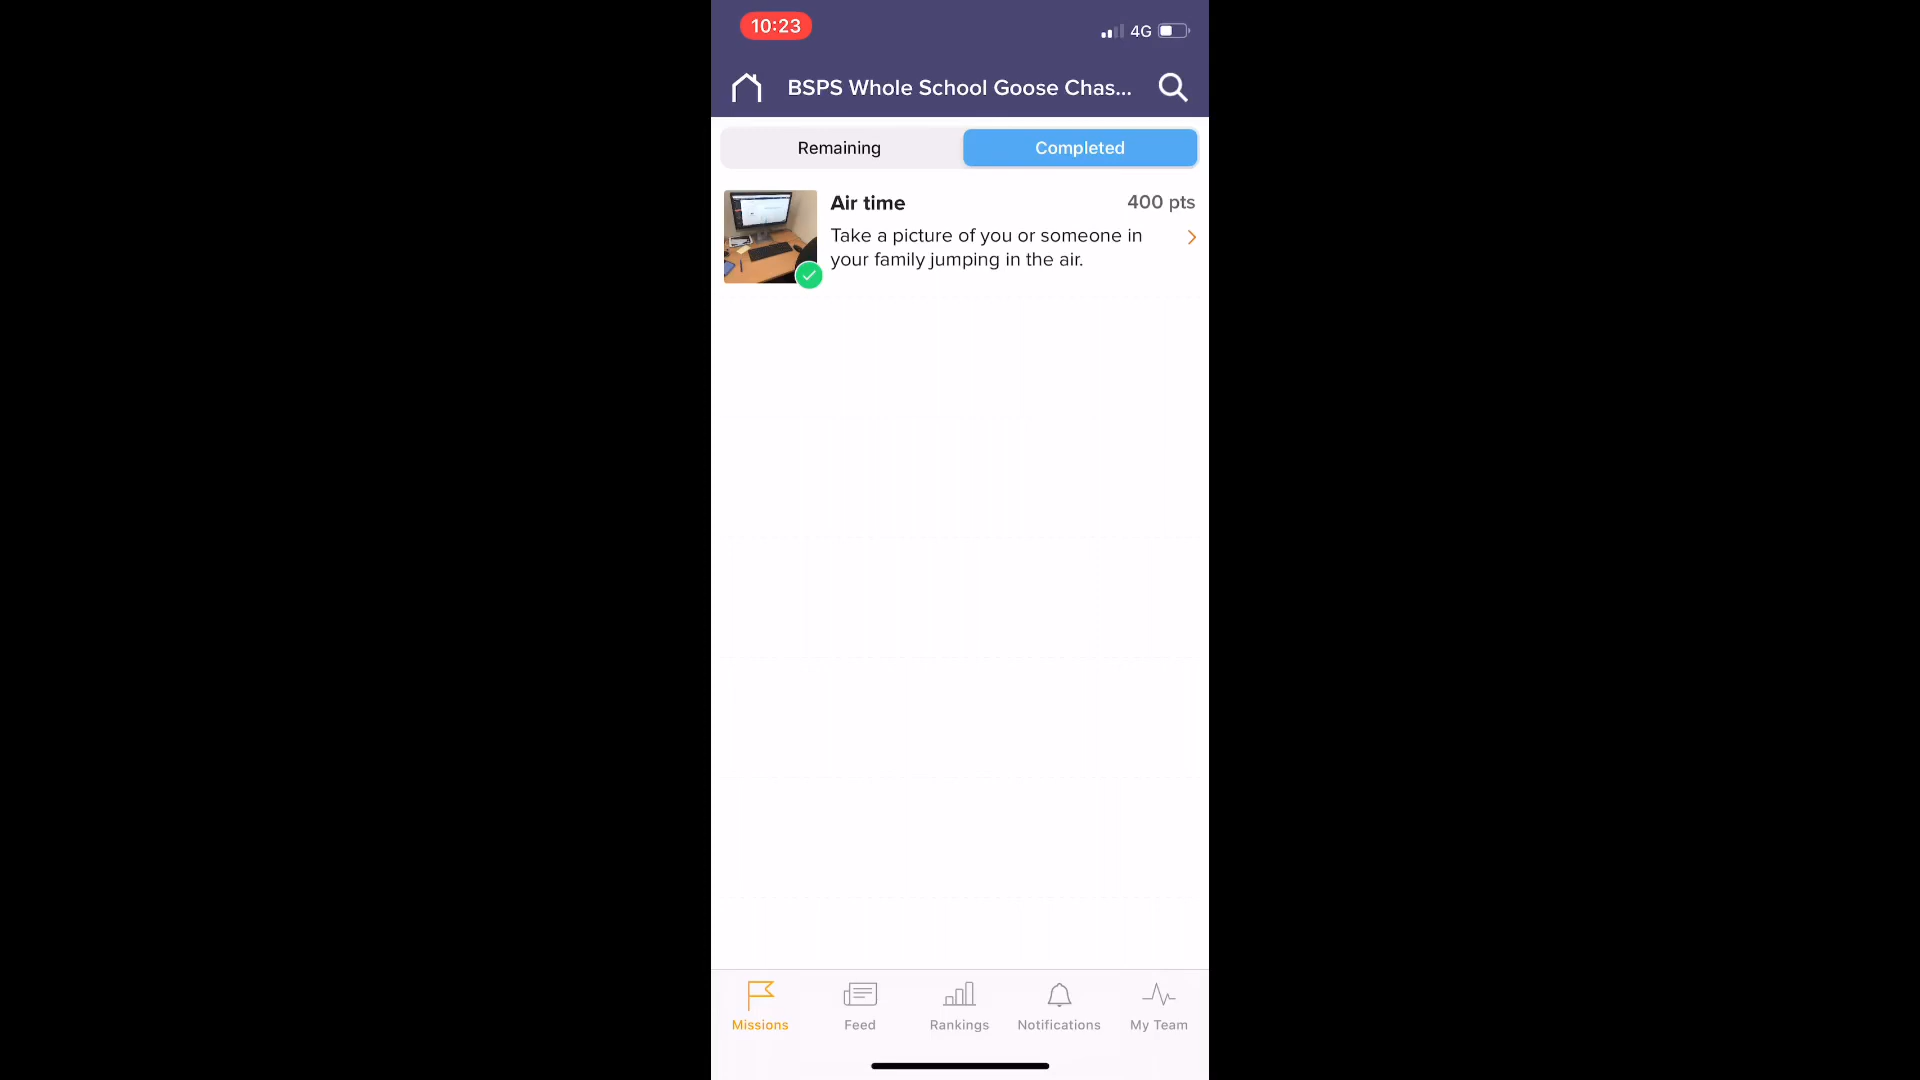 10:23
4G
BSPS Whole School Goose Chas...
Remaining
Completed
Air time
400 pts
Take a picture of you or someone in
your family jumping in the air.
Missions
Feed
Rankings
Notifications
My Team